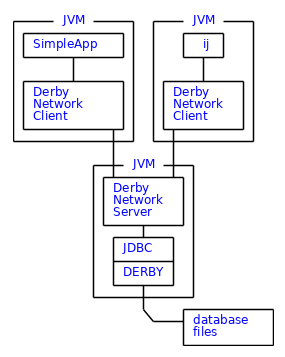 JVM
SimpleApp
Derby
Network
Client
JVM
ij
Derby
Network
Client
JVM
Derby
Network
Server
JDBC
DERBY
database
files